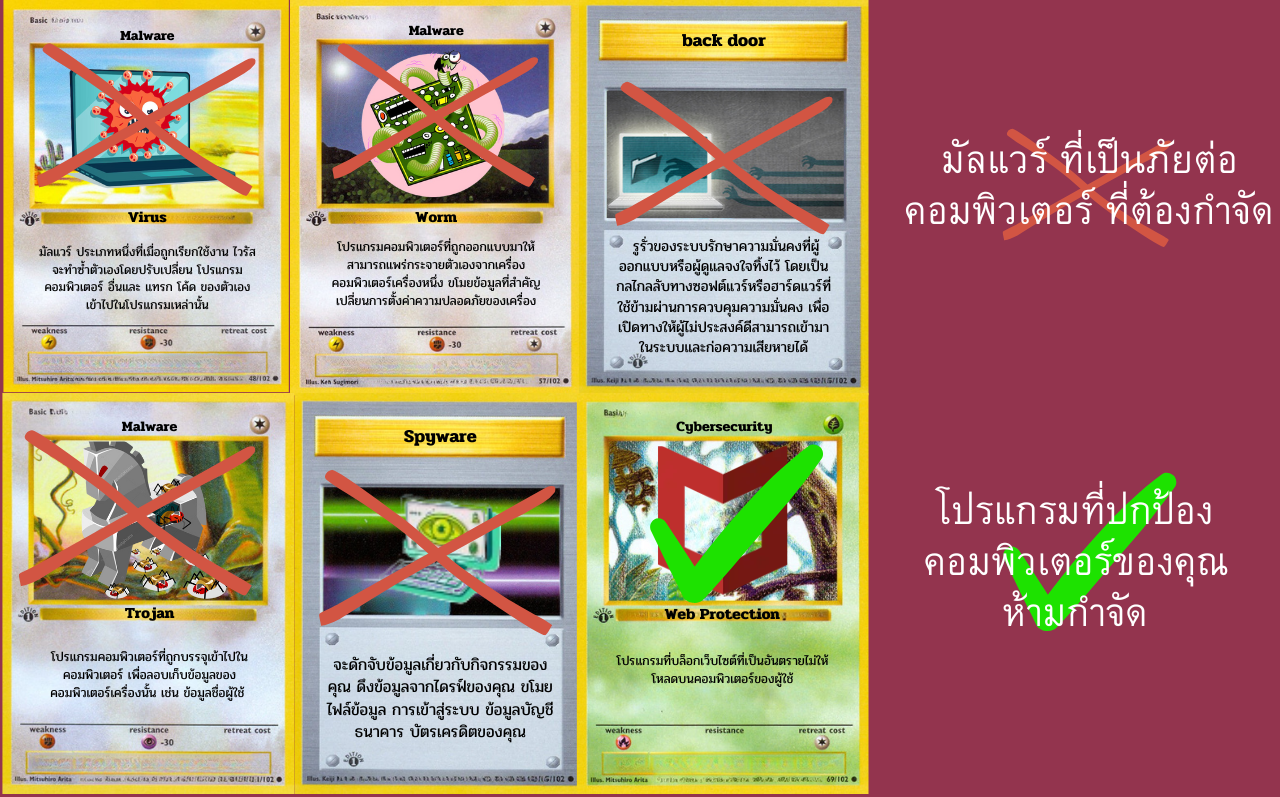 Basic
Malware
Virus
มัลแวร์ ประเภทหนึ่งที่เมื่อถูกเรียกใช้งาน ไวรัส
จะทำซ้ำตัวเองโดยปรับเปลี่ยน โปรแกรม
คอมพิวเตอร์ อื่นและ แทรก โค้ด ของตัวเอง
เข้าไปในโปรแกรมเหล่านั้น
weakness resistance retreat cost
-30
Illus. Mitsuhiro Arita
48/102
Basic
Malware
EDITION 1
Worm
โปรแกรมคอมพิวเตอร์ที่ถูกออกแบบมาให้
สามารถแพร่กระจายตัวเองจากเครื่อง
คอมพิวเตอร์เครื่องหนึ่ง ขโมยข้อมูลที่สำคัญ
เปลี่ยนการตั้งค่าความปลอดภัยของเครื่อง
weakness resistance retreat cost
-30
Illus. Ken Sugimori
57/102
back door
รูรั่วของระบบรักษาความมั่นคงที่ผู้
ออกแบบหรือผู้ดูแลจงใจทิ้งไว้ โดยเป็น
กลไกลลับทางซอฟต์แวร์หรือฮาร์ดแวร์ที่
ใช้ข้ามผ่านการควบคุมความมั่นคง เพื่อ
เปิดทางให้ผู้ไม่ประสงค์ดีสามารถเข้ามา
ในระบบและก่อความเสียหายได้
Illus. Keiji
มัลแวร์ ที่เป็นภัยต่อ
คอมพิวเตอร์ ที่ต้องกำจัด
Basic
Malware
Trojan
โปรแกรมคอมพิวเตอร์ที่ถูกบรรจุเข้าไปใน
คอมพิวเตอร์ เพื่อลอบเก็บข้อมูลของ
คอมพิวเตอร์เครื่องนั้น เช่น ข้อมูลชื่อผู้ใช้
weakness resistance retreat cost
-30
Illus. Mitsuhiro Arita
Spyware
จะดักจับข้อมูลเกี่ยวกับกิจกรรมของ
คุณ ดึงข้อมูลจากไดรฟ์ของคุณ ขโมย
ไฟล์ข้อมูล การเข้าสู่ระบบ ข้อมูลบัญชี
ธนาคาร บัตรเครดิตของคุณ
Illus. Keiji
Cybersecurity
Web Protection
โปรแกรมที่บล็อกเว็บไซต์ที่เป็นอันตรายไม่ให้
โหลดบนคอมพิวเตอร์ของผู้ใช้
weakness resistance retreat cost
Illus. Mitsuhiro Arita
69/102
โปรแกรมที่ปกป้อง
คอมพิวเตอร์ของคุณ
ห้ามกำจัด